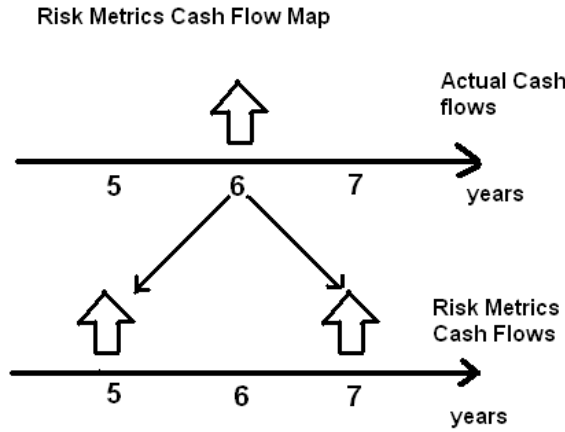 Risk Metrics Cash Flow Map
Actual Cash
flows
5 6 7
years
Risk Metrics
Cash Flows
5 6 7
years